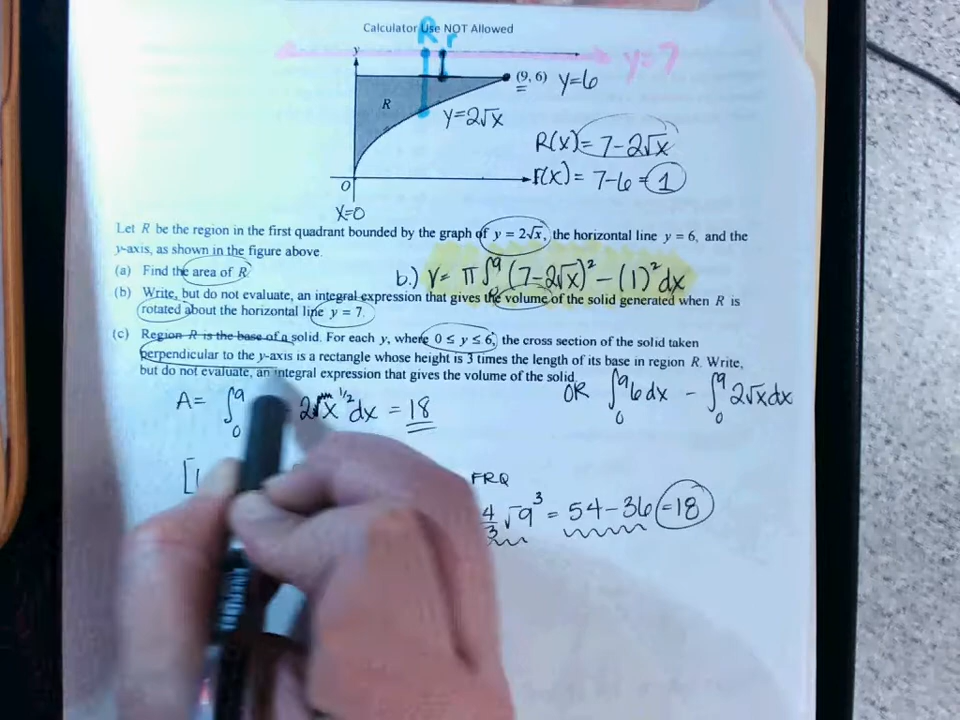 Calculator Use NOT Allowed
R r
y
y=7
(9, 6) y=6
R
y=2√x
R(x)= 7-2√x
r(x)= 7-6=1
O
x=0
Let R be the region in the first quadrant bounded by the graph of y = 2√x, the horizontal line y = 6, and the
y-axis, as shown in the figure above.
(a) Find the area of R
b.) V= π∫₀⁹ (7-2√x)² - (1)² dx
(b) Write, but do not evaluate, an integral expression that gives the volume of the solid generated when R is
rotated about the horizontal line y = 7.
(c) Region R is the base of a solid. For each y, where 0 ≤ y ≤ 6, the cross section of the solid taken
perpendicular to the y-axis is a rectangle whose height is 3 times the length of its base in region R. Write,
but do not evaluate, an integral expression that gives the volume of the solid.
A= ∫₀⁹ - 2√x^1/2 dx = 18
OR ∫₀⁹ 6dx - ∫₀⁹ 2√x dx
FRQ
[ 4/3 √9³ = 54-36 =18